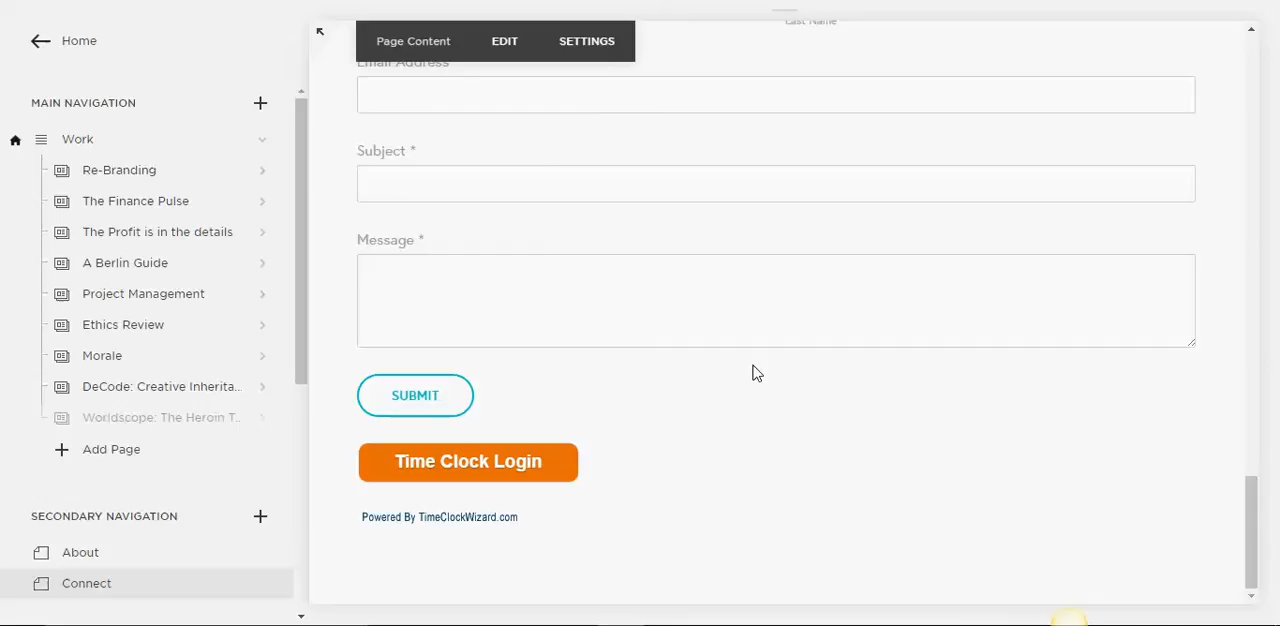 Home
MAIN NAVIGATION
Work
Re-Branding
The Finance Pulse
The Profit is in the details
A Berlin Guide
Project Management
Ethics Review
Morale
DeCode: Creative Inherita...
Worldscope: The Heroin T...
Add Page
SECONDARY NAVIGATION
About
Connect
Last Name
Page Content EDIT SETTINGS
Email Address
Subject *
Message *
SUBMIT
Time Clock Login
Powered By TimeClockWizard.com